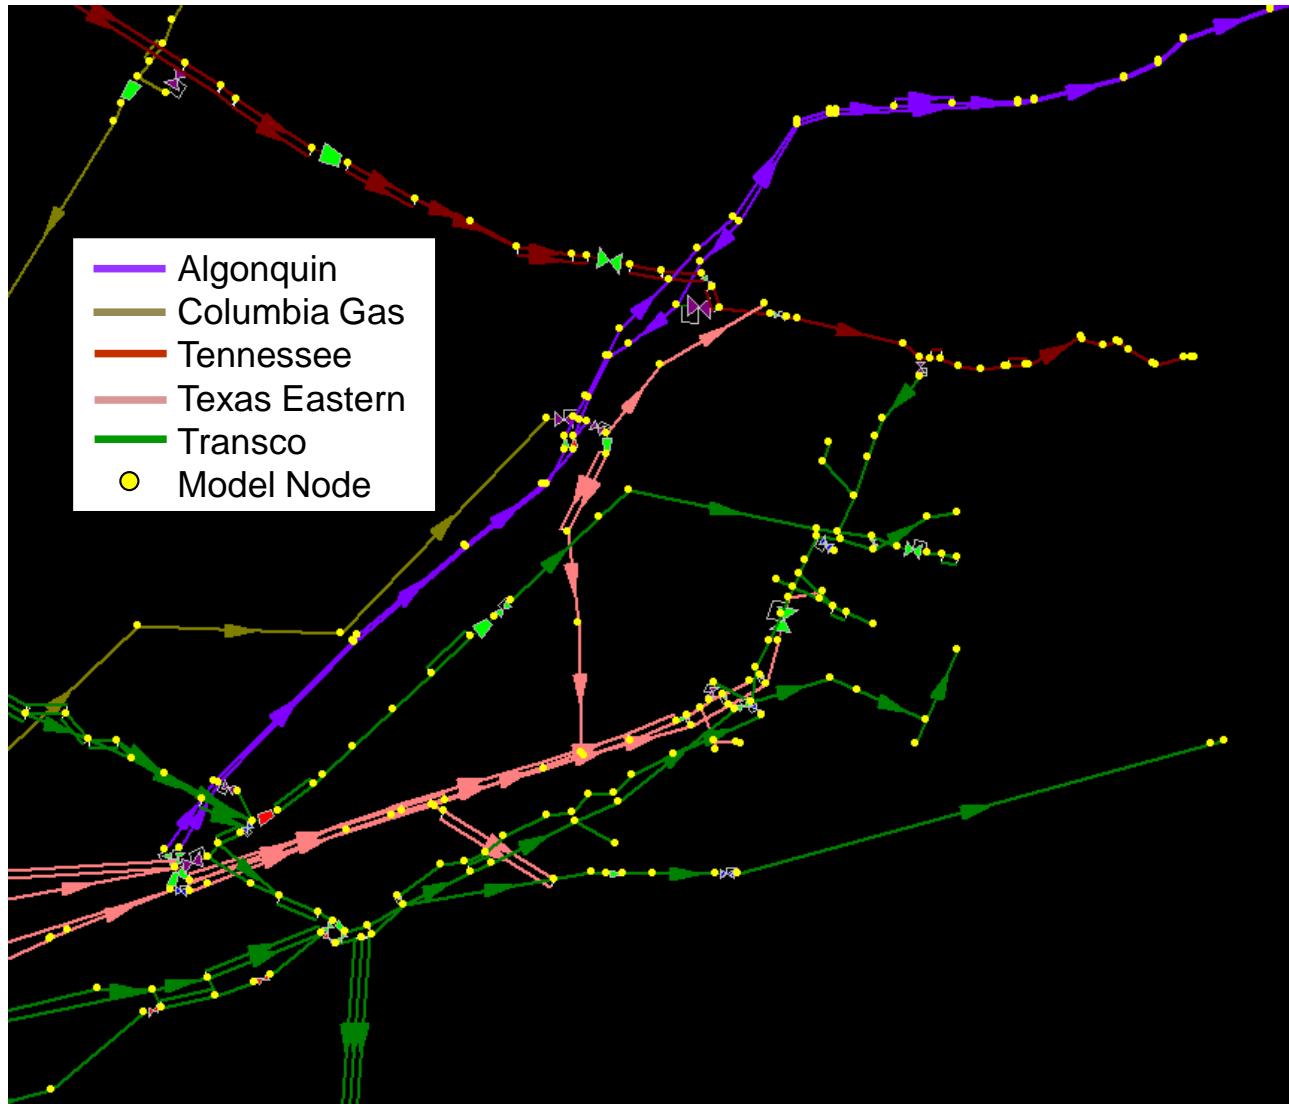 Algonquin
Columbia Gas
Tennessee
Texas Eastern
Transco
Model Node